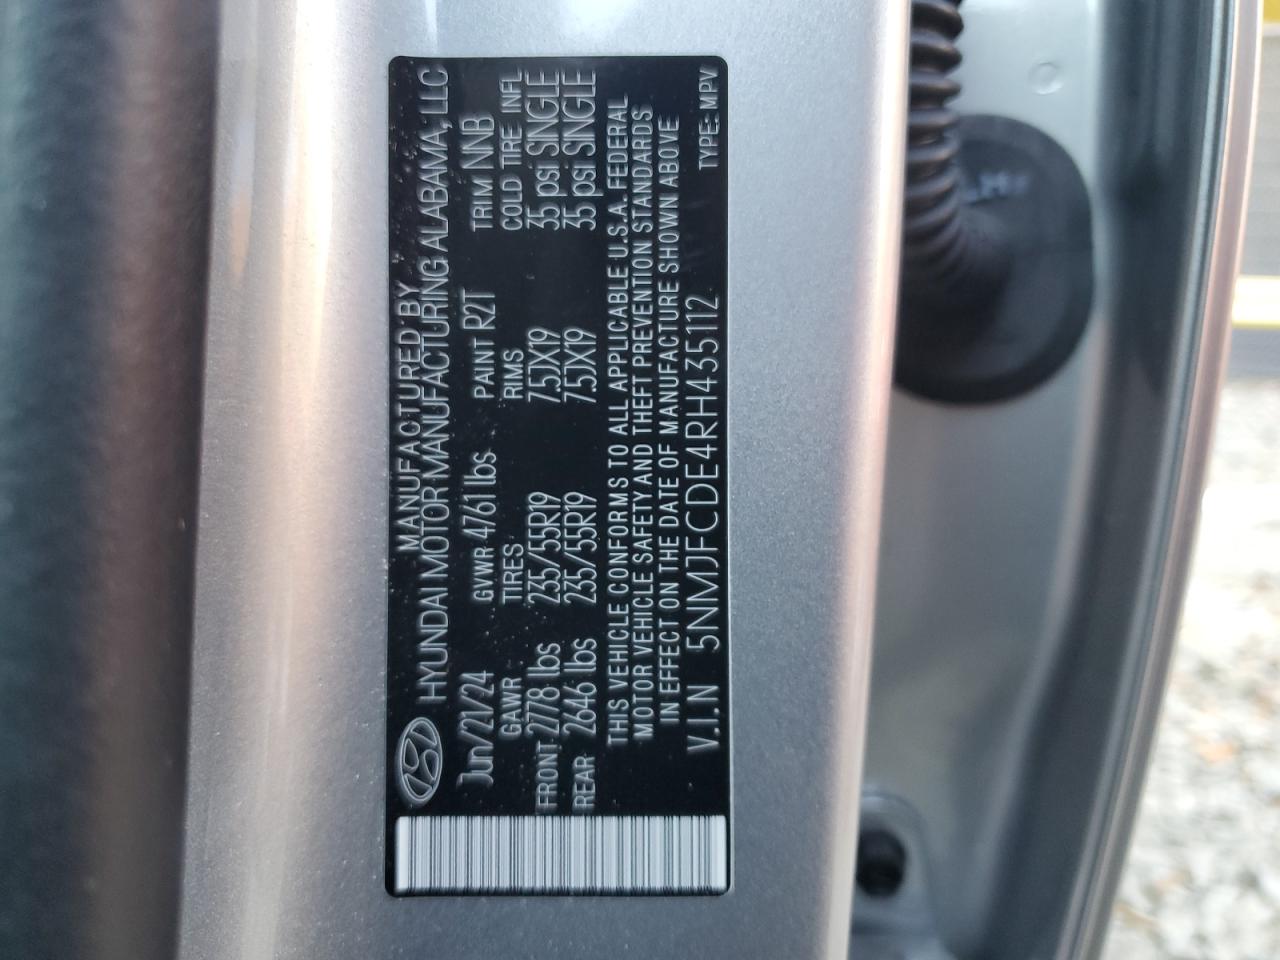 MANUFACTURED BY
HYUNDAI MOTOR MANUFACTURING ALABAMA, LLC
Jun/21/24 GVWR 4761 lbs PAINT R2T TRIM NNB
GAWR TIRES RIMS COLD TIRE INFL
FRONT 2778 lbs 235/55R19 7.5JX19 35 psi SINGLE
REAR 2646 lbs 235/55R19 7.5JX19 35 psi SINGLE
THIS VEHICLE CONFORMS TO ALL APPLICABLE U.S.A. FEDERAL
MOTOR VEHICLE SAFETY AND THEFT PREVENTION STANDARDS
IN EFFECT ON THE DATE OF MANUFACTURE SHOWN ABOVE
V.I.N 5NMJFCDE4RH435112 TYPE: MPV